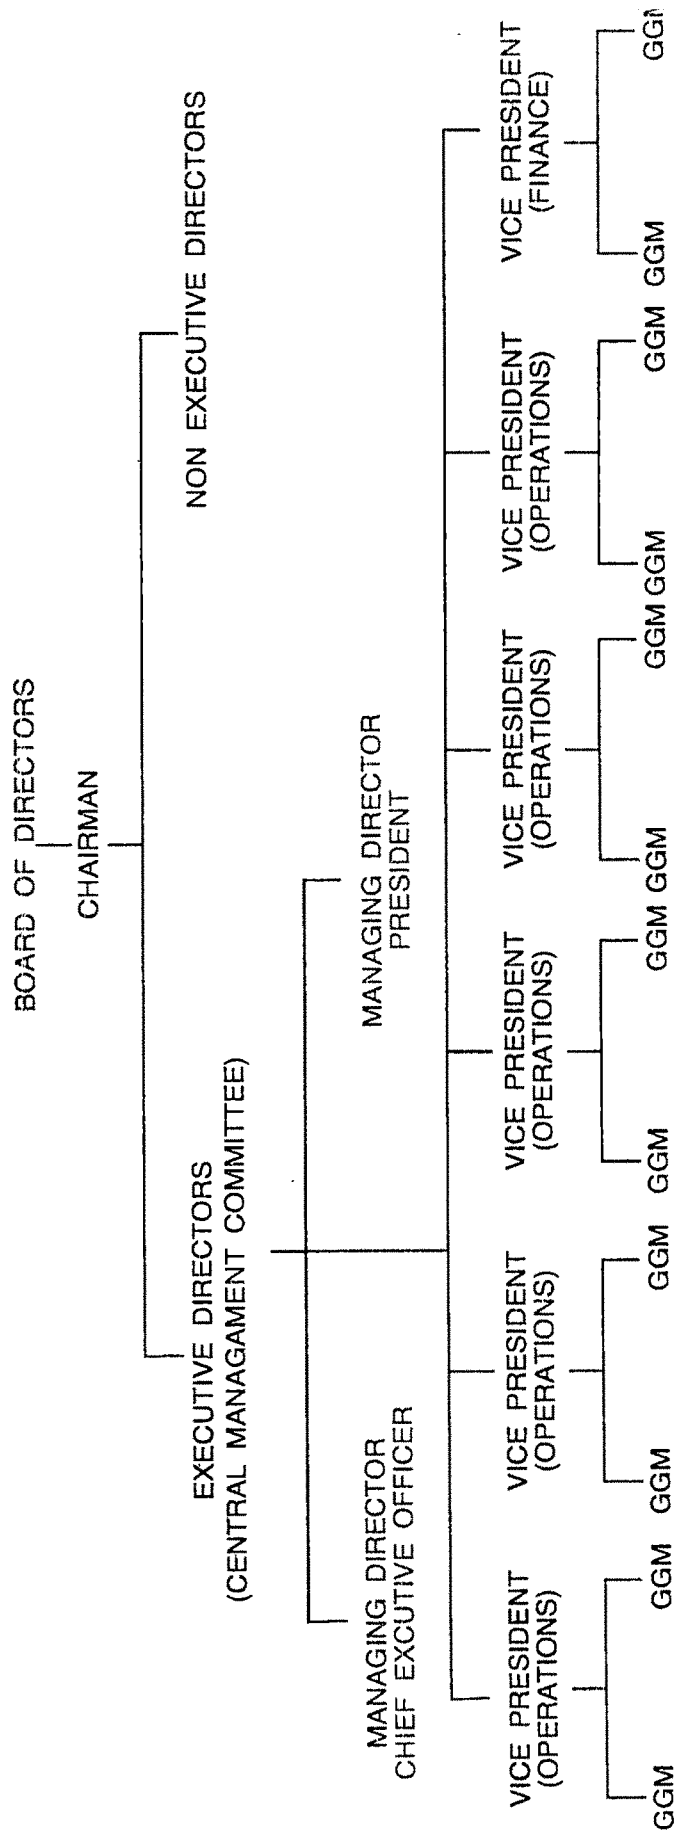 BOARD OF DIRECTORS
CHAIRMAN
EXECUTIVE DIRECTORS
(CENTRAL MANAGAMENT COMMITTEE)
NON EXECUTIVE DIRECTORS
MANAGING DIRECTOR
CHIEF EXCUTIVE OFFICER
MANAGING DIRECTOR
PRESIDENT
VICE PRESIDENT
(OPERATIONS)
VICE PRESIDENT
(OPERATIONS)
VICE PRESIDENT
(OPERATIONS)
VICE PRESIDENT
(OPERATIONS)
VICE PRESIDENT
(OPERATIONS)
VICE PRESIDENT
(FINANCE)
GGM GGM GGM GGM GGM GGM GGM GGM GGM GGM GGM GGM